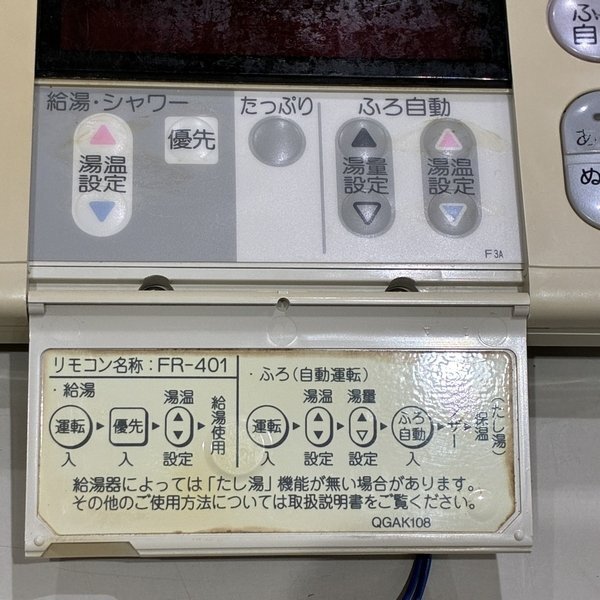 給湯・シャワー
たっぷり
ふろ自動
優先
湯温
設定
湯量
設定
湯温
設定
F3A
ふ
自
あ
ぬ
リモコン名称：FR-401
・給湯
運転
入
優先
入
湯温
設定
給湯使用
・ふろ(自動運転)
運転
入
湯温
設定
湯量
設定
ふろ
自動
入
ザー
保温
(たし湯)
給湯器によっては「たし湯」機能が無い場合があります。
その他のご使用方法については取扱説明書をご覧ください。
QGAK108